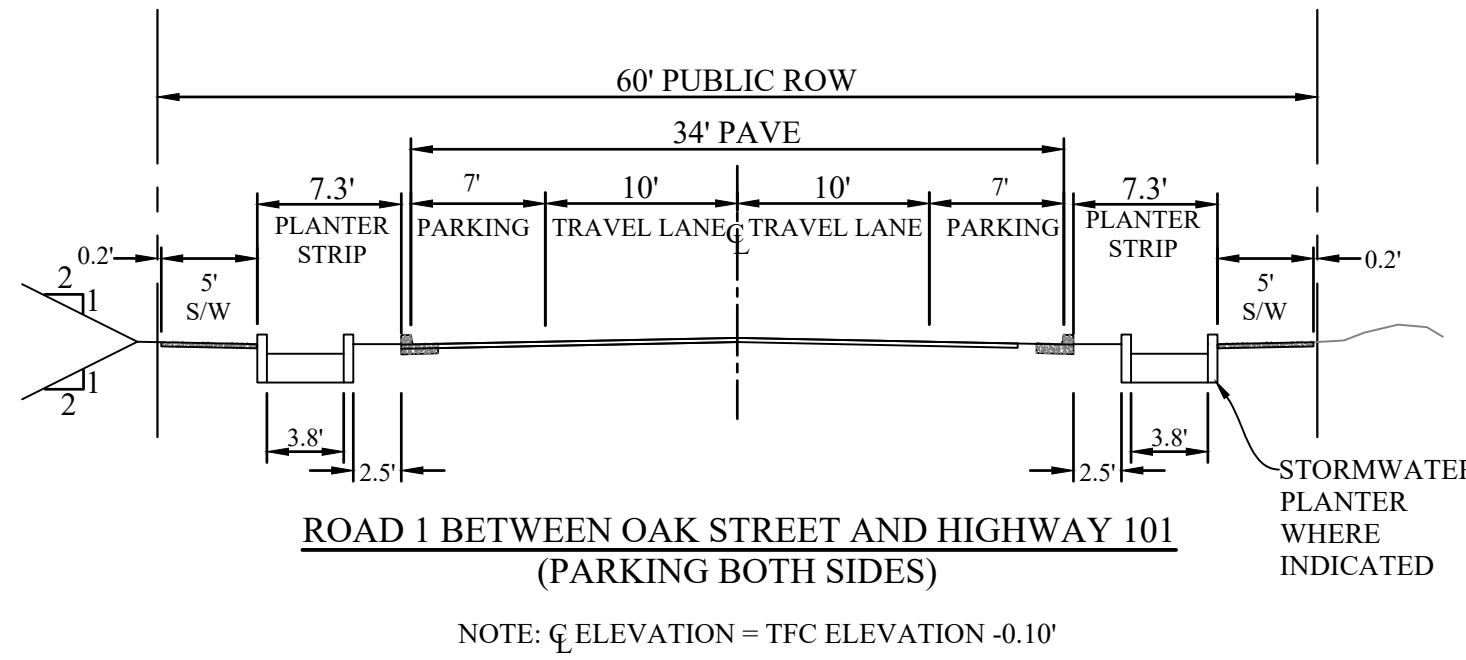 60' PUBLIC ROW
34' PAVE
7.3' 7' 10' 10' 7' 7.3'
PLANTER STRIP PARKING TRAVEL LANE ℄ TRAVEL LANE PARKING PLANTER STRIP
0.2' 0.2'
5' S/W 5' S/W
2
1
1
2
3.8' 3.8'
2.5' 2.5'
STORMWATER
PLANTER
WHERE
INDICATED
ROAD 1 BETWEEN OAK STREET AND HIGHWAY 101
(PARKING BOTH SIDES)
NOTE: ℄ ELEVATION = TFC ELEVATION -0.10'